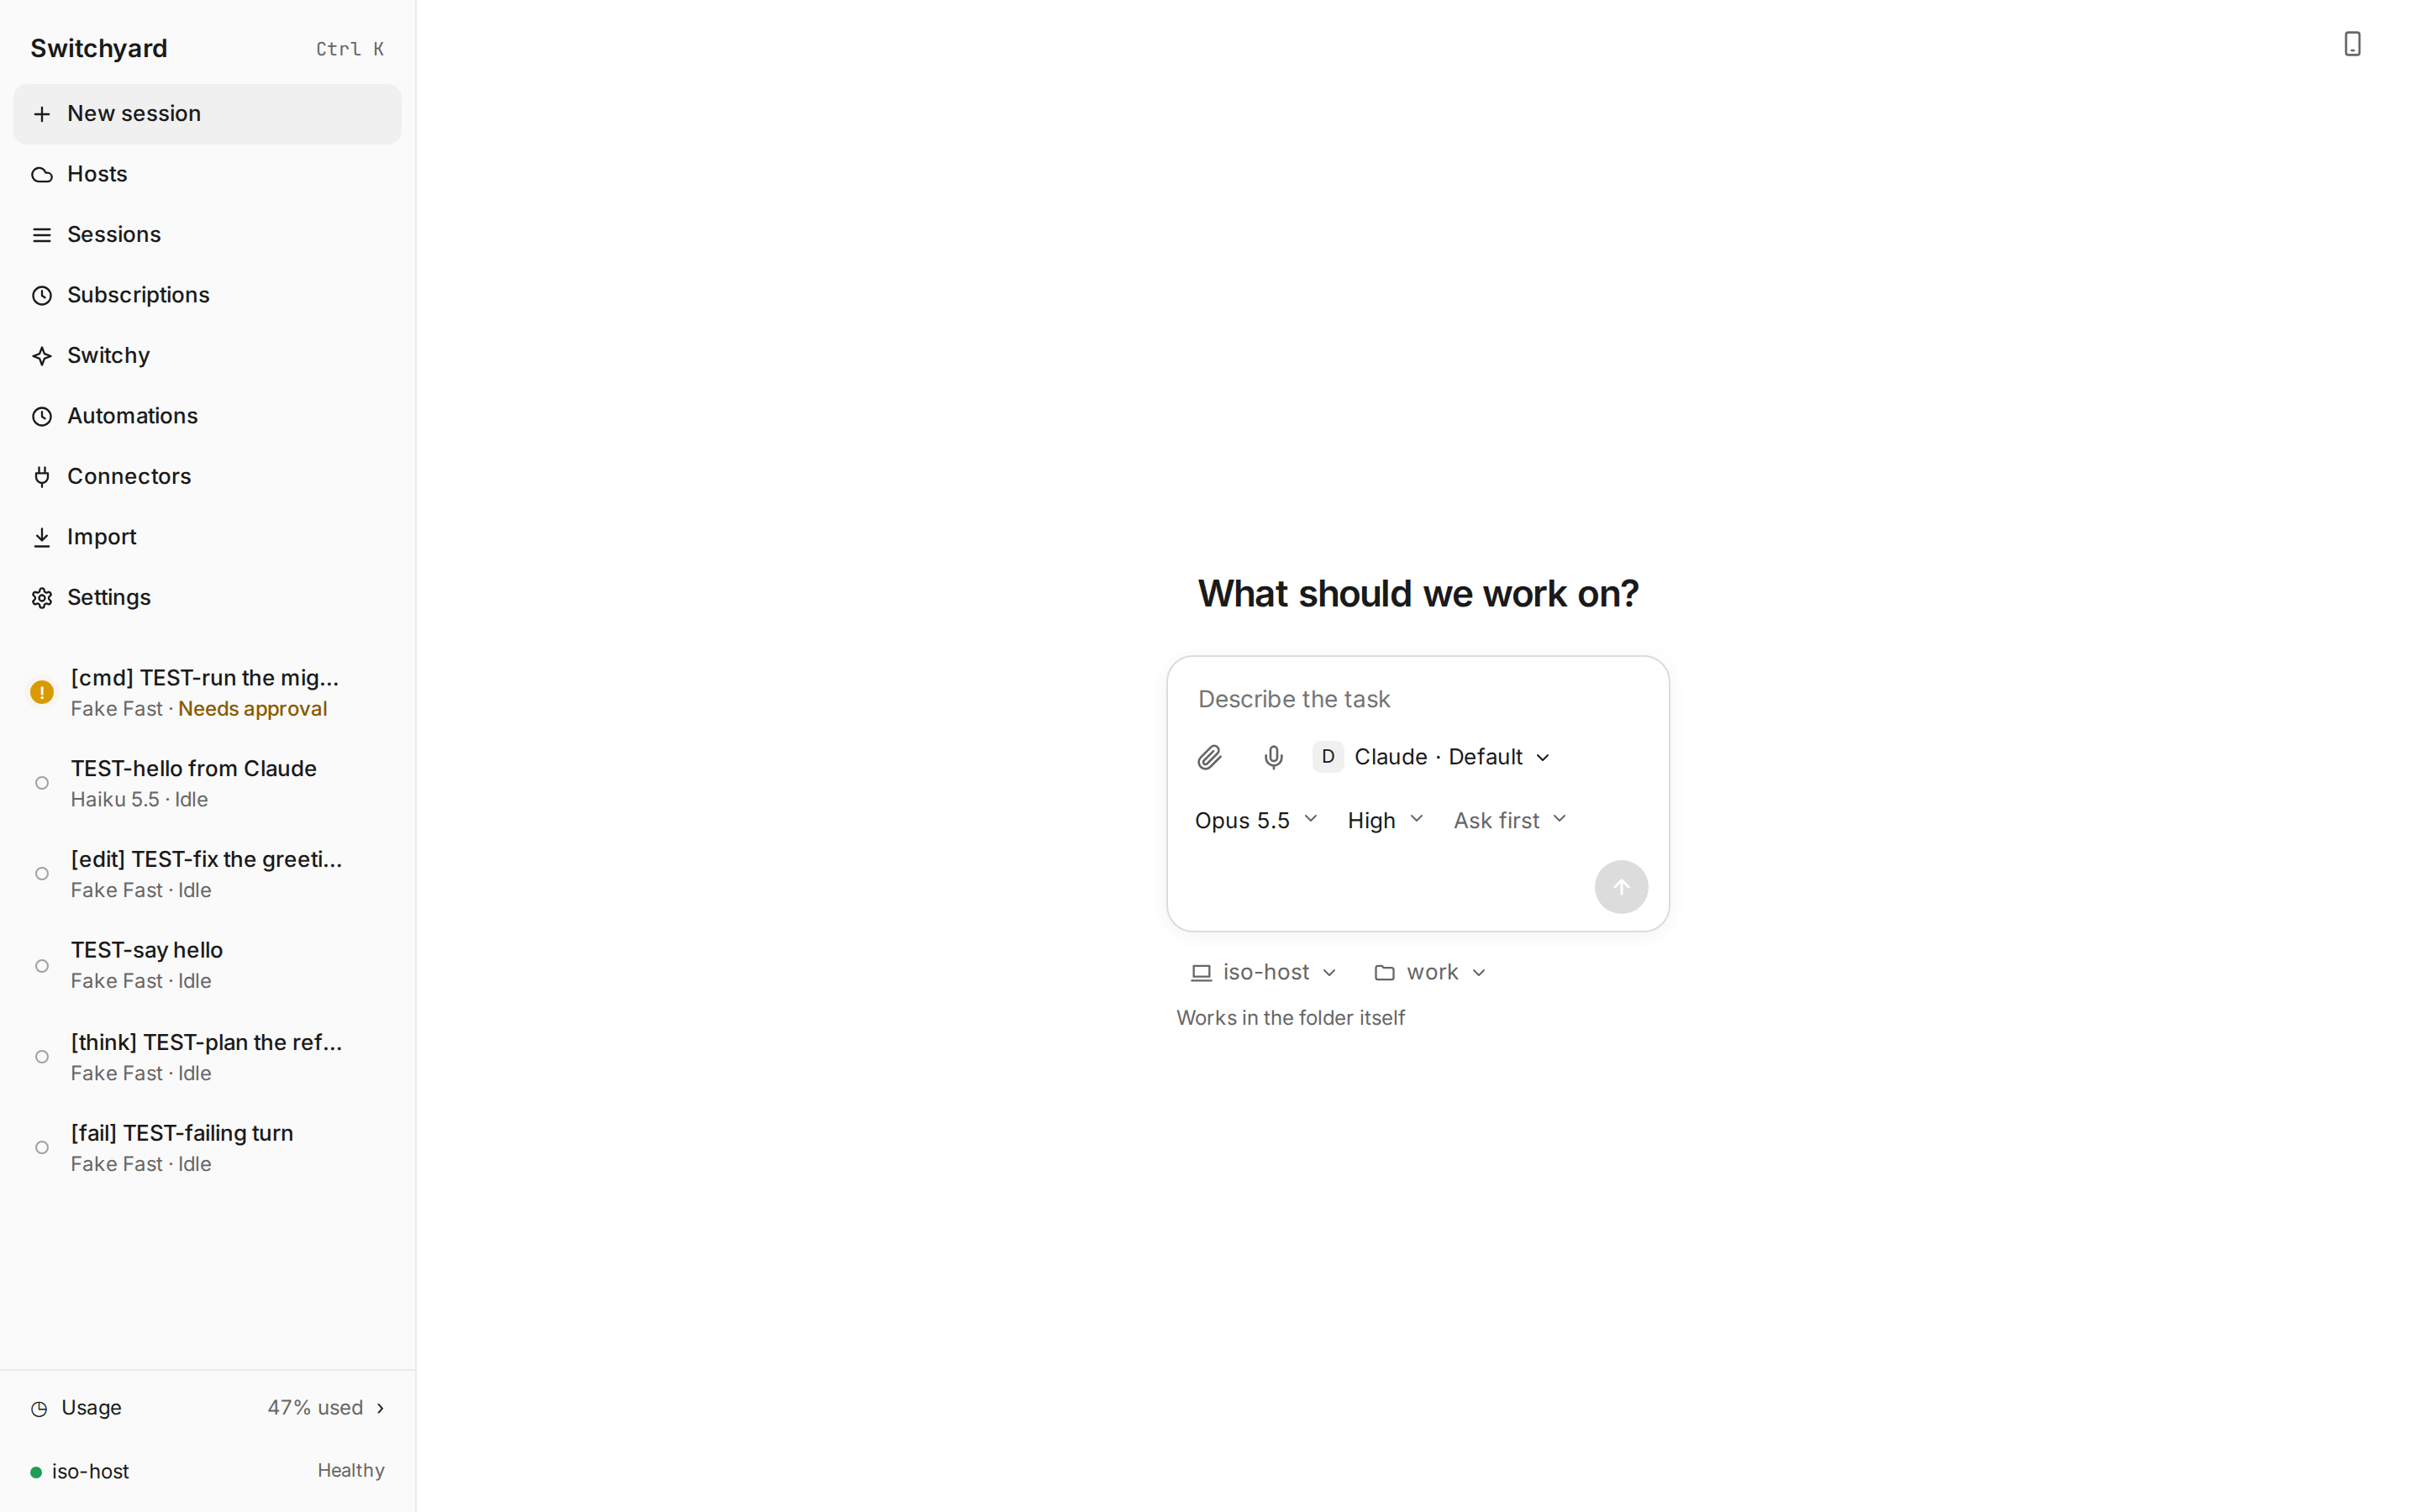 Switchyard Ctrl K
New session
Hosts
Sessions
Subscriptions
Switchy
Automations
Connectors
Import
Settings
[cmd] TEST-run the mig...
Fake Fast · Needs approval
TEST-hello from Claude
Haiku 5.5 · Idle
[edit] TEST-fix the greeti...
Fake Fast · Idle
TEST-say hello
Fake Fast · Idle
[think] TEST-plan the ref...
Fake Fast · Idle
[fail] TEST-failing turn
Fake Fast · Idle
Usage 47% used
iso-host Healthy
What should we work on?
Describe the task
D Claude · Default
Opus 5.5 High Ask first
iso-host work
Works in the folder itself